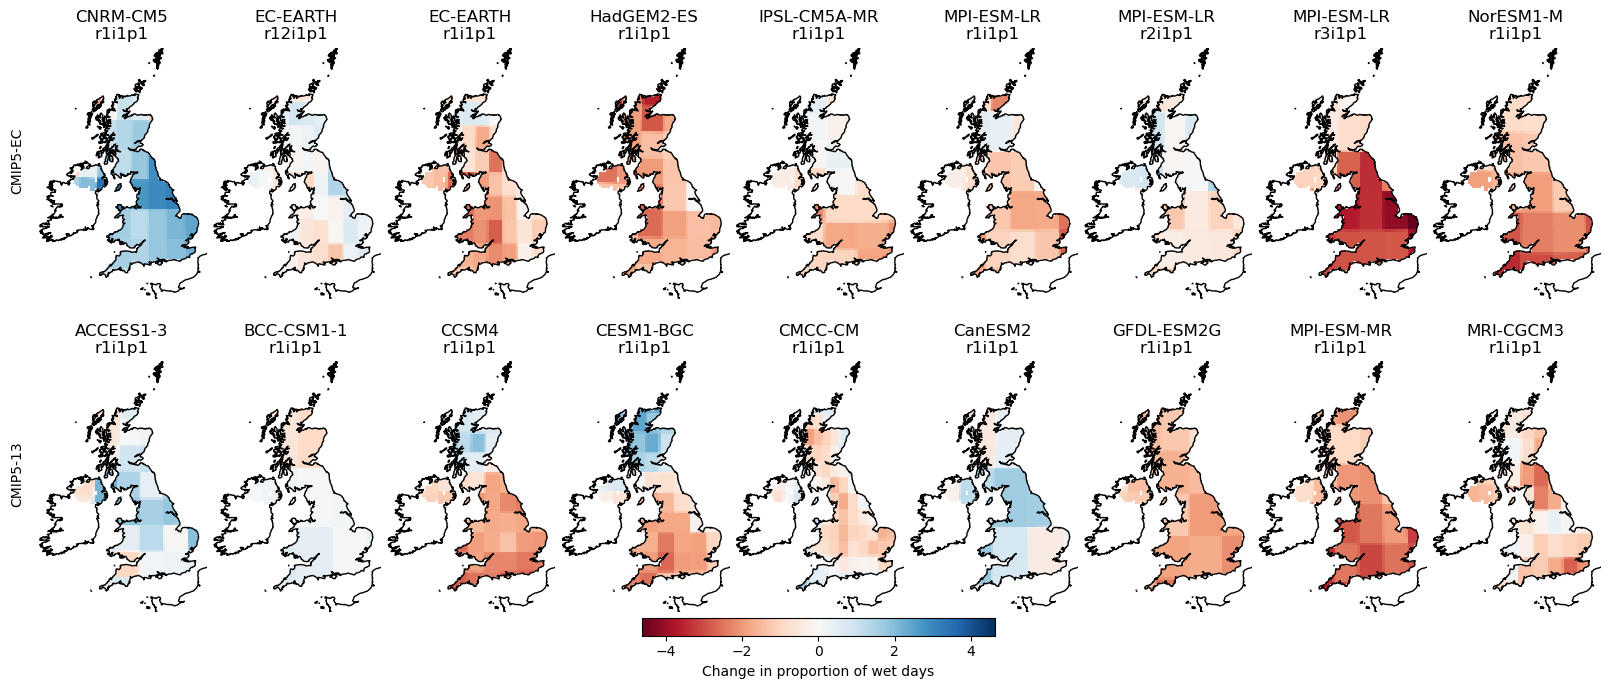 CNRM-CM5 EC-EARTH EC-EARTH HadGEM2-ES IPSL-CM5A-MR MPI-ESM-LR MPI-ESM-LR MPI-ESM-LR NorESM1-M
r1i1p1 r12i1p1 r1i1p1 r1i1p1 r1i1p1 r1i1p1 r2i1p1 r3i1p1 r1i1p1
CMIP5-EC
ACCESS1-3 BCC-CSM1-1 CCSM4 CESM1-BGC CMCC-CM CanESM2 GFDL-ESM2G MPI-ESM-MR MRI-CGCM3
r1i1p1 r1i1p1 r1i1p1 r1i1p1 r1i1p1 r1i1p1 r1i1p1 r1i1p1 r1i1p1
CMIP5-13
−4 −2 0 2 4
Change in proportion of wet days